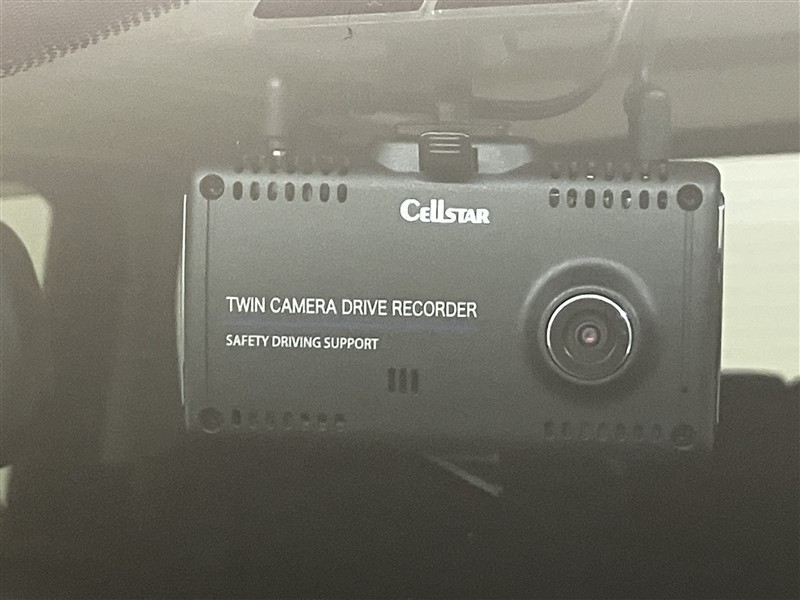 CELLSTAR
TWIN CAMERA DRIVE RECORDER
SAFETY DRIVING SUPPORT